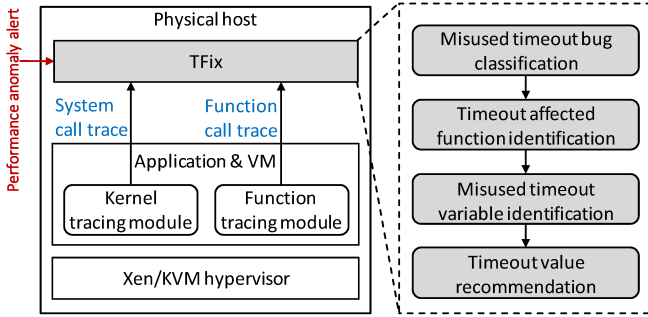 Performance anomaly alert
Physical host
TFix
System
call trace
Function
call trace
Application & VM
Kernel
tracing module
Function
tracing module
Xen/KVM hypervisor
Misused timeout bug
classification
Timeout affected
function identification
Misused timeout
variable identification
Timeout value
recommendation